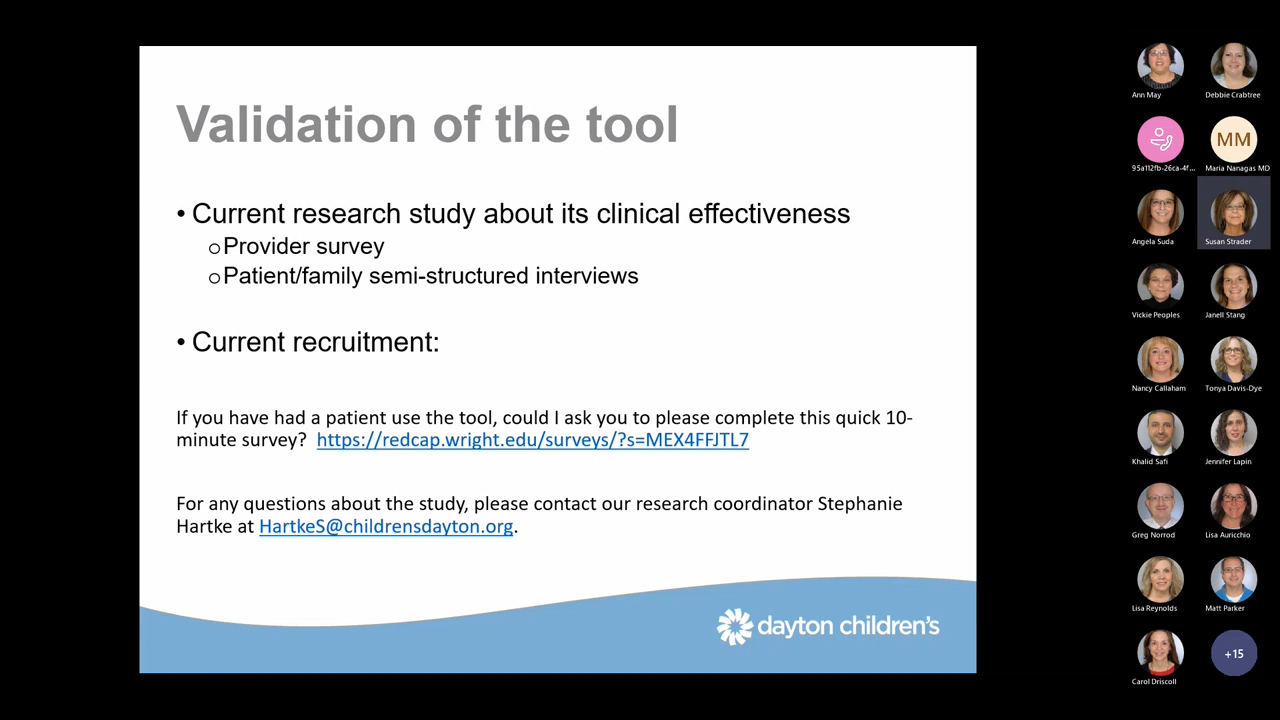 Validation of the tool
• Current research study about its clinical effectiveness
o Provider survey
o Patient/family semi-structured interviews
• Current recruitment:
If you have had a patient use the tool, could I ask you to please complete this quick 10-
minute survey? https://redcap.wright.edu/surveys/?s=MEX4FFJTL7
For any questions about the study, please contact our research coordinator Stephanie
Hartke at HartkeS@childrensdayton.org.
dayton children's
Ann May
Debbie Crabtree
95a112fb-26ca-4f...
MM
Maria Nanagas MD
Angela Suda
Susan Strader
Vickie Peoples
Janell Stang
Nancy Callaham
Tonya Davis-Dye
Khalid Safi
Jennifer Lapin
Greg Norrod
Lisa Auricchio
Lisa Reynolds
Matt Parker
Carol Driscoll
+15